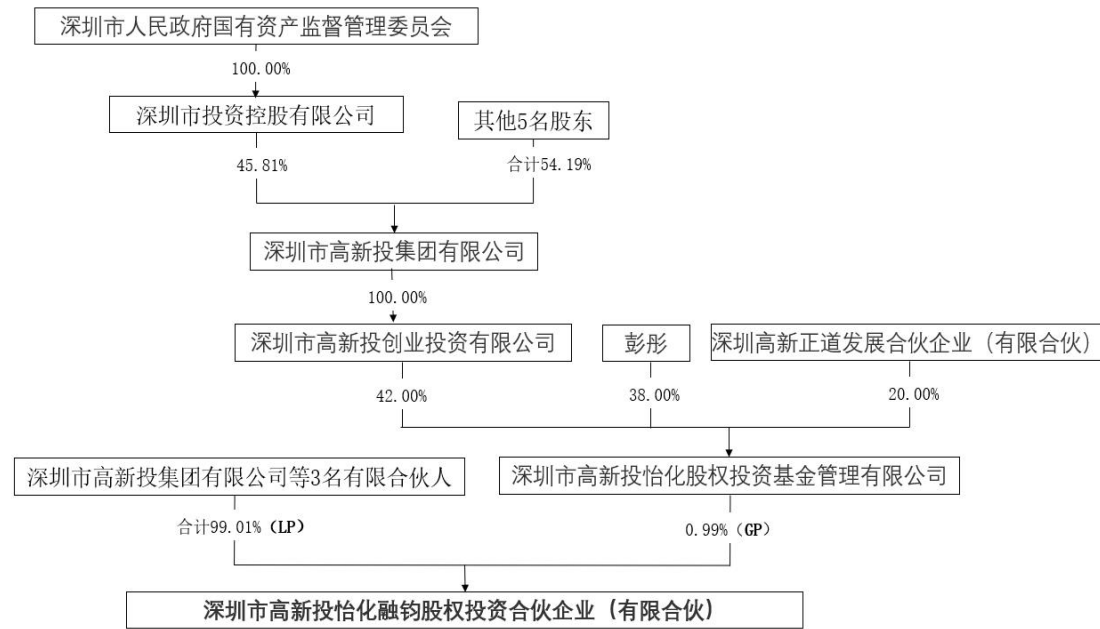 深圳市人民政府国有资产监督管理委员会
100.00%
深圳市投资控股有限公司
其他5名股东
45.81%
合计54.19%
深圳市高新投集团有限公司
100.00%
深圳市高新投创业投资有限公司
彭彤
深圳高新正道发展合伙企业（有限合伙）
42.00%
38.00%
20.00%
深圳市高新投集团有限公司等3名有限合伙人
深圳市高新投怡化股权投资基金管理有限公司
合计99.01%（LP）
0.99%（GP）
深圳市高新投怡化融钧股权投资合伙企业（有限合伙）